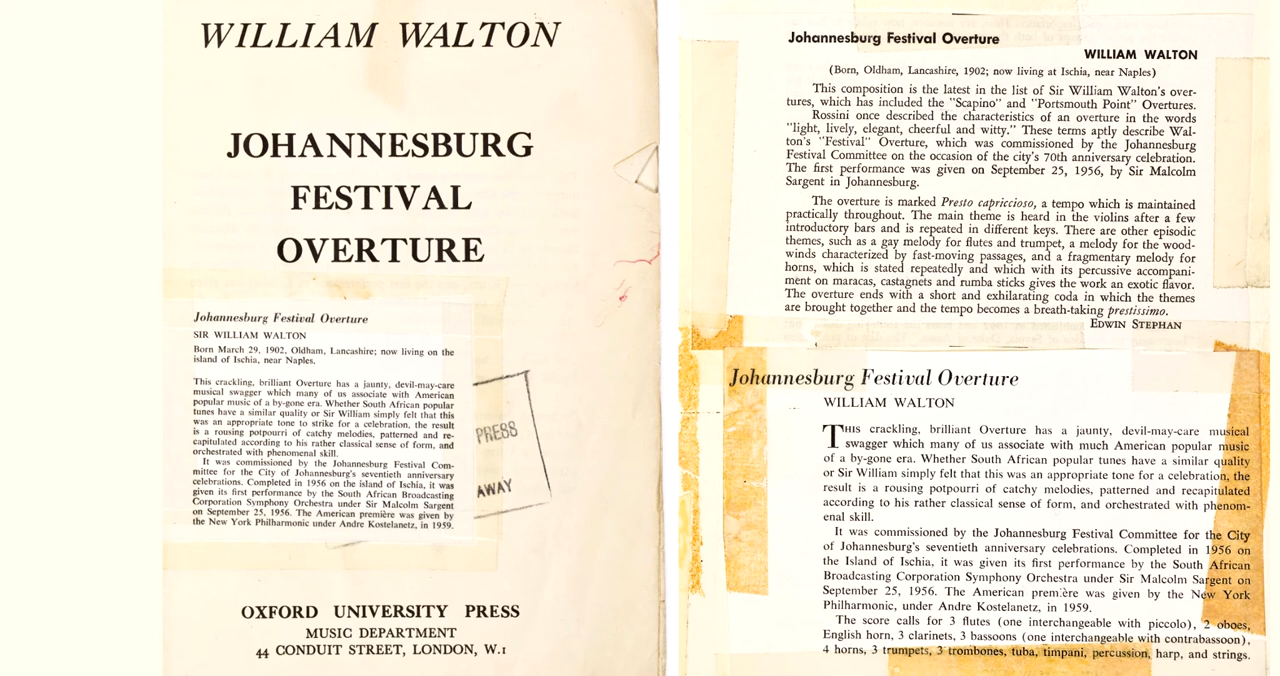 WILLIAM WALTON
JOHANNESBURG
FESTIVAL
OVERTURE
Johannesburg Festival Overture
SIR WILLIAM WALTON
Born March 29, 1902, Oldham, Lancashire; now living on the
island of Ischia, near Naples.
This crackling, brilliant Overture has a jaunty, devil-may-care
musical swagger which many of us associate with American
popular music of a by-gone era. Whether South African popular
tunes have a similar quality or Sir William simply felt that this
was an appropriate tone to strike for a celebration, the result
is a rousing potpourri of catchy melodies, patterned and re-
capitulated according to his rather classical sense of form, and
orchestrated with phenomenal skill.
It was commissioned by the Johannesburg Festival Com-
mittee for the City of Johannesburg's seventieth anniversary
celebrations. Completed in 1956 on the island of Ischia, it was
given its first performance by the South African Broadcasting
Corporation Symphony Orchestra under Sir Malcolm Sargent
on September 25, 1956. The American première was given by
the New York Philharmonic under Andre Kostelanetz, in 1959.
PRESS
AWAY
OXFORD UNIVERSITY PRESS
MUSIC DEPARTMENT
44 CONDUIT STREET, LONDON, W.1
Johannesburg Festival Overture
WILLIAM WALTON
(Born, Oldham, Lancashire, 1902; now living at Ischia, near Naples)
This composition is the latest in the list of Sir William Walton's over-
tures, which has included the "Scapino" and "Portsmouth Point" Overtures.
Rossini once described the characteristics of an overture in the words
"light, lively, elegant, cheerful and witty." These terms aptly describe Wal-
ton's "Festival" Overture, which was commissioned by the Johannesburg
Festival Committee on the occasion of the city's 70th anniversary celebration.
The first performance was given on September 25, 1956, by Sir Malcolm
Sargent in Johannesburg.
The overture is marked Presto capriccioso, a tempo which is maintained
practically throughout. The main theme is heard in the violins after a few
introductory bars and is repeated in different keys. There are other episodic
themes, such as a gay melody for flutes and trumpet, a melody for the wood-
winds characterized by fast-moving passages, and a fragmentary melody for
horns, which is stated repeatedly and which with its percussive accompani-
ment on maracas, castagnets and rumba sticks gives the work an exotic flavor.
The overture ends with a short and exhilarating coda in which the themes
are brought together and the tempo becomes a breath-taking prestissimo.
EDWIN STEPHAN
Johannesburg Festival Overture
WILLIAM WALTON
THIS crackling, brilliant Overture has a jaunty, devil-may-care musical
swagger which many of us associate with much American popular music
of a by-gone era. Whether South African popular tunes have a similar quality
or Sir William simply felt that this was an appropriate tone for a celebration, the
result is a rousing potpourri of catchy melodies, patterned and recapitulated
according to his rather classical sense of form, and orchestrated with phenom-
enal skill.
It was commissioned by the Johannesburg Festival Committee for the City
of Johannesburg's seventieth anniversary celebrations. Completed in 1956 on
the Island of Ischia, it was given its first performance by the South African
Broadcasting Corporation Symphony Orchestra under Sir Malcolm Sargent on
September 25, 1956. The American première was given by the New York
Philharmonic, under Andre Kostelanetz, in 1959.
The score calls for 3 flutes (one interchangeable with piccolo), 2 oboes,
English horn, 3 clarinets, 3 bassoons (one interchangeable with contrabassoon),
4 horns, 3 trumpets, 3 trombones, tuba, timpani, percussion, harp, and strings.